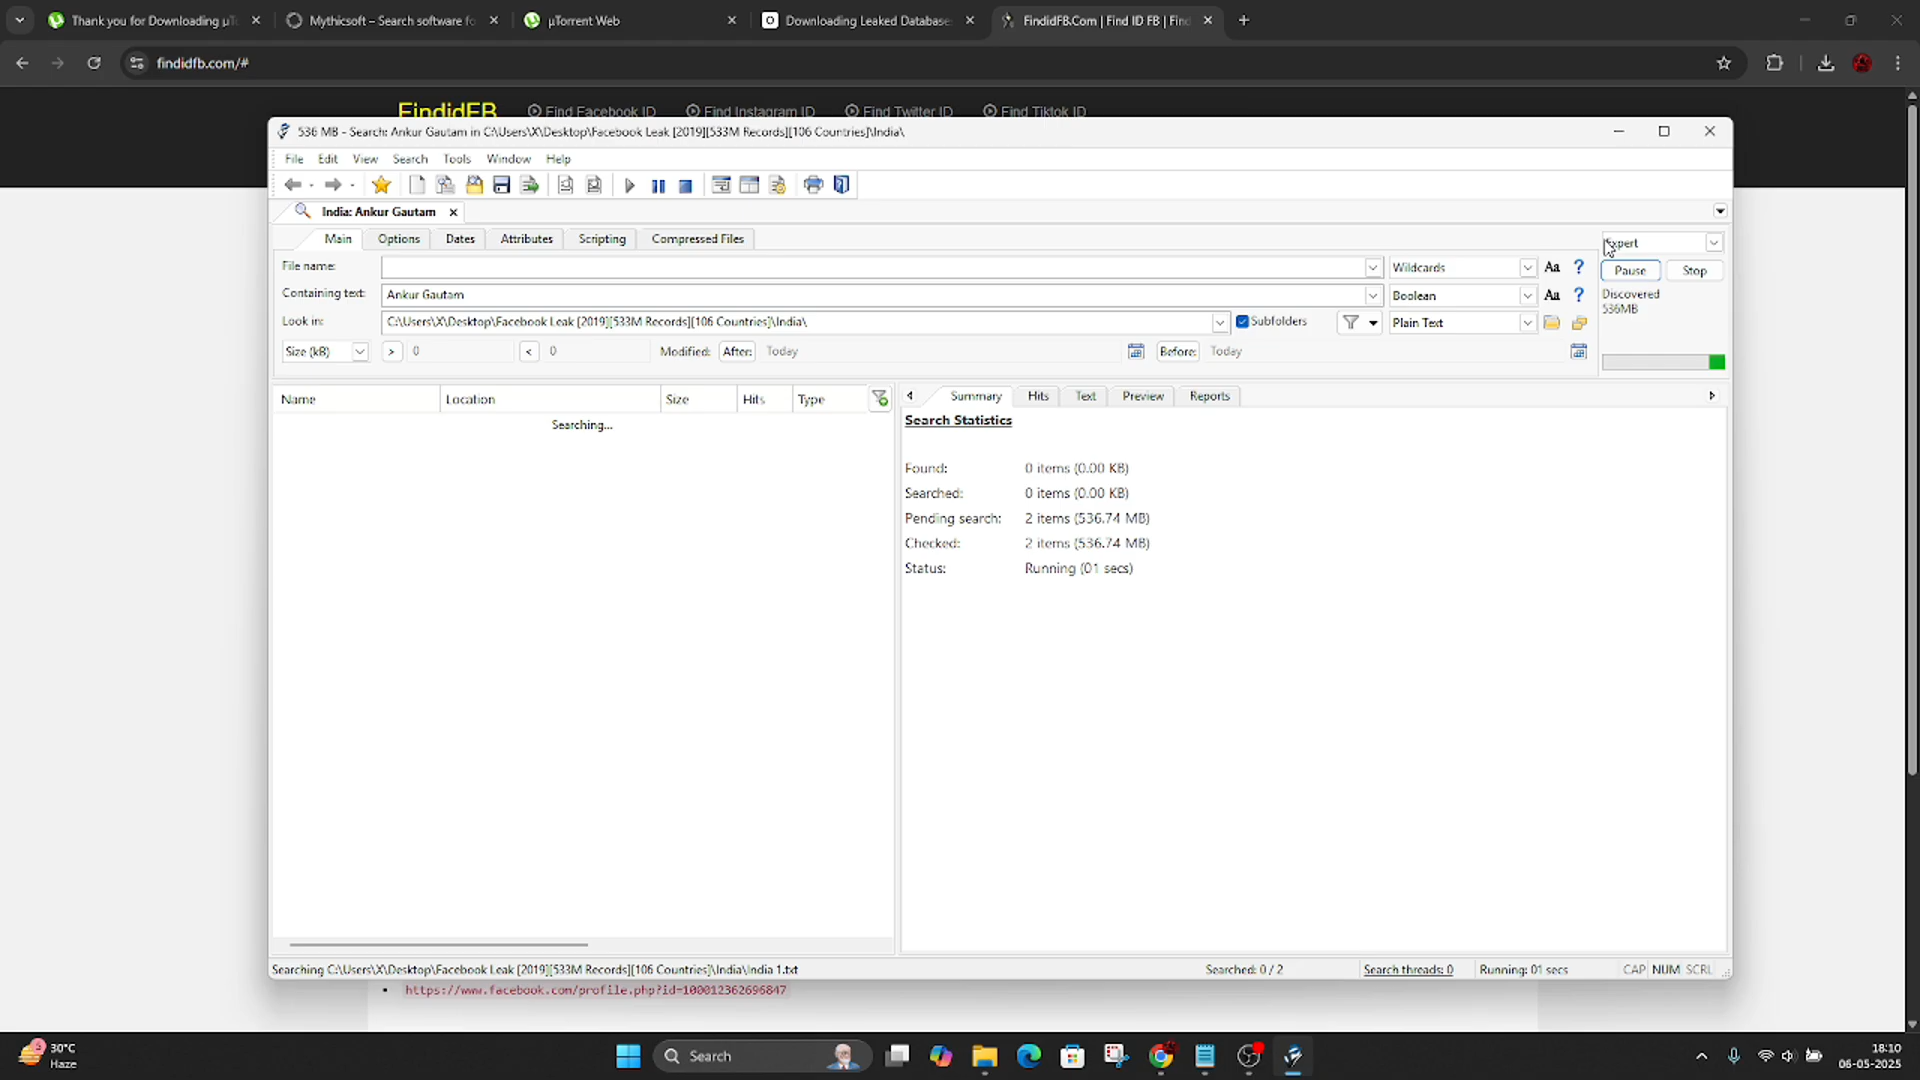 Thank you for Downloading µT
Mythicsoft – Search software fo
µTorrent Web
Downloading Leaked Database
FindidFB.Com | Find ID FB | Find
findidfb.com/#
FindidFB
Find Facebook ID
Find Instagram ID
Find Twitter ID
Find Tiktok ID
536 MB - Search: Ankur Gautam in C:\Users\X\Desktop\Facebook Leak [2019][533M Records][106 Countries]\India\
File Edit View Search Tools Window Help
India: Ankur Gautam
Main Options Dates Attributes Scripting Compressed Files
Expert
File name: Wildcards Aa ?
Pause Stop
Containing text: Ankur Gautam Boolean Aa ?
Discovered
536MB
Look in: C:\Users\X\Desktop\Facebook Leak [2019][533M Records][106 Countries]\India\ Subfolders Plain Text
Size (kB) > 0 < 0 Modified: After: Today Before: Today
Name Location Size Hits Type
Searching...
Summary Hits Text Preview Reports
Search Statistics
Found: 0 items (0.00 KB)
Searched: 0 items (0.00 KB)
Pending search: 2 items (536.74 MB)
Checked: 2 items (536.74 MB)
Status: Running (01 secs)
Searching C:\Users\X\Desktop\Facebook Leak [2019][533M Records][106 Countries]\India\India 1.txt
Searched: 0 / 2
Search threads: 0
Running: 01 secs
CAP NUM SCRL
https://www.facebook.com/profile.php?id=100012362696847
30°C
Haze
Search
18:10
06-05-2025